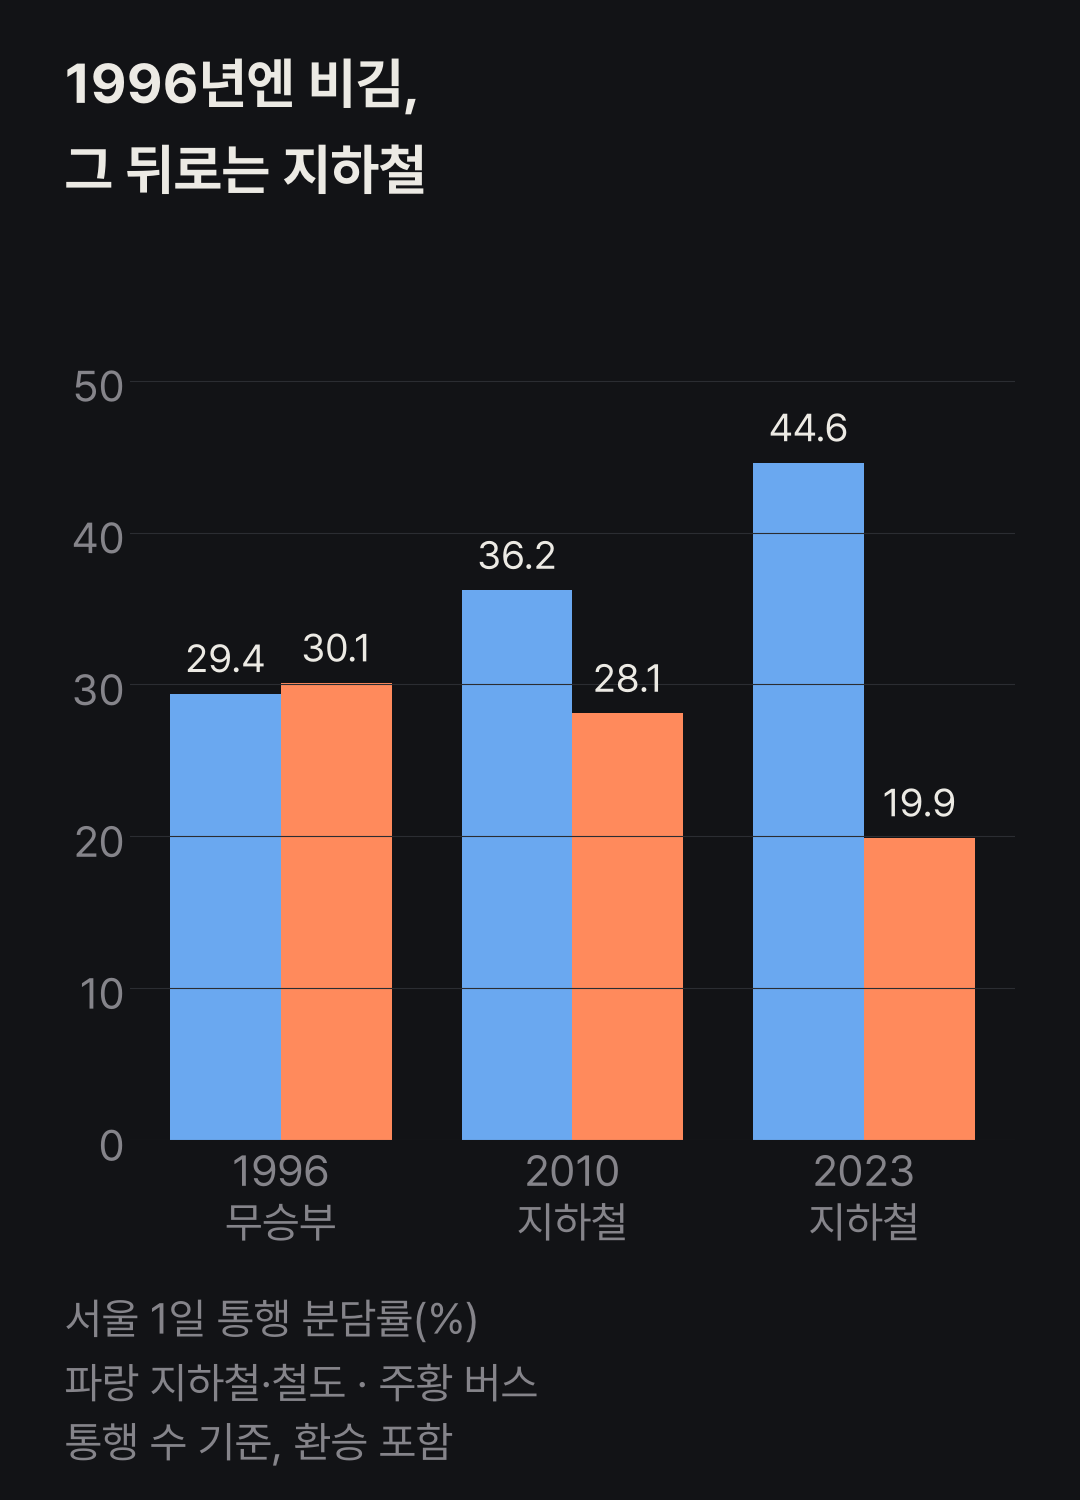 1996년엔 비김,
그 뒤로는 지하철
50
40
30
20
10
0
29.4
30.1
36.2
28.1
44.6
19.9
1996
무승부
2010
지하철
2023
지하철
서울 1일 통행 분담률(%)
파랑 지하철·철도 · 주황 버스
통행 수 기준, 환승 포함